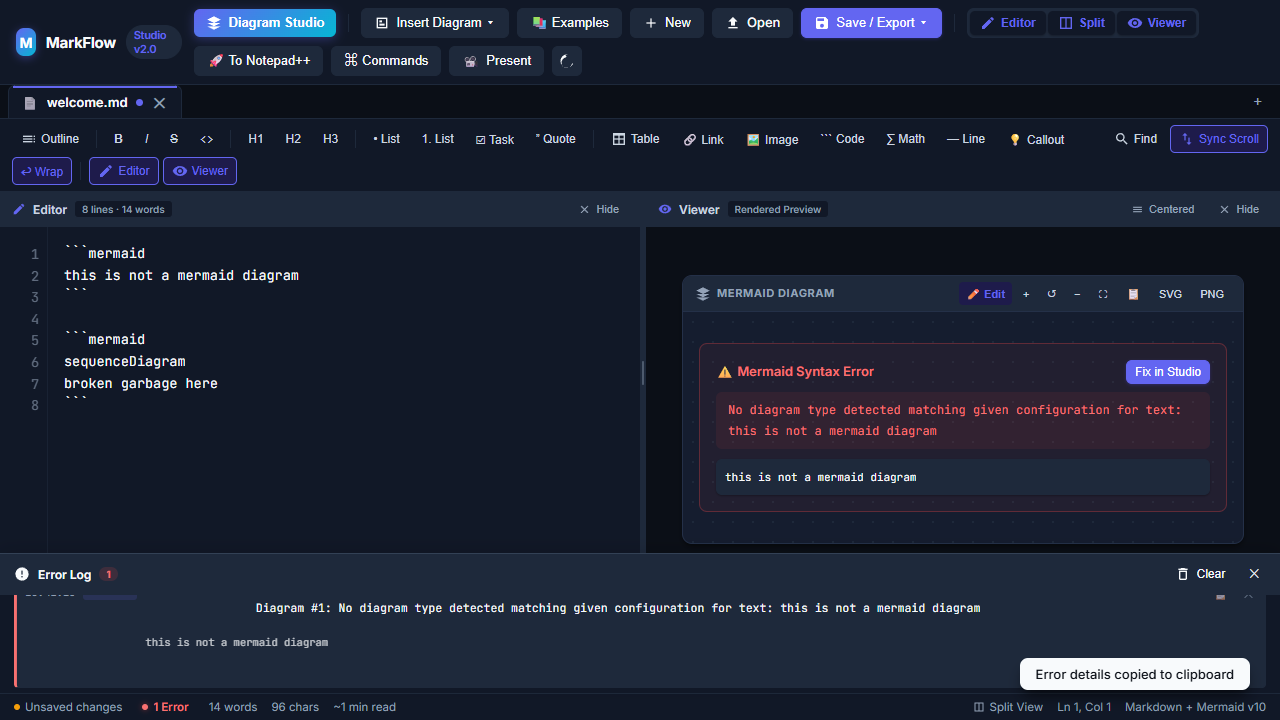 M MarkFlow Studio v2.0 Diagram Studio Insert Diagram Examples + New Open Save / Export Editor Split Viewer
To Notepad++ ⌘ Commands Present
welcome.md +
Outline B I S <> H1 H2 H3 • List 1. List ☑ Task " Quote Table Link Image ``` Code ∑ Math — Line Callout Find Sync Scroll
↩ Wrap Editor Viewer
Editor 8 lines · 14 words × Hide
Viewer Rendered Preview Centered × Hide
1 ```mermaid
2 this is not a mermaid diagram
3 ```
4
5 ```mermaid
6 sequenceDiagram
7 broken garbage here
8 ```
MERMAID DIAGRAM Edit + ↺ − SVG PNG
⚠ Mermaid Syntax Error Fix in Studio
No diagram type detected matching given configuration for text:
this is not a mermaid diagram
this is not a mermaid diagram
Error Log 1 Clear ×
Diagram #1: No diagram type detected matching given configuration for text: this is not a mermaid diagram
this is not a mermaid diagram
Error details copied to clipboard
Unsaved changes 1 Error 14 words 96 chars ~1 min read Split View Ln 1, Col 1 Markdown + Mermaid v10